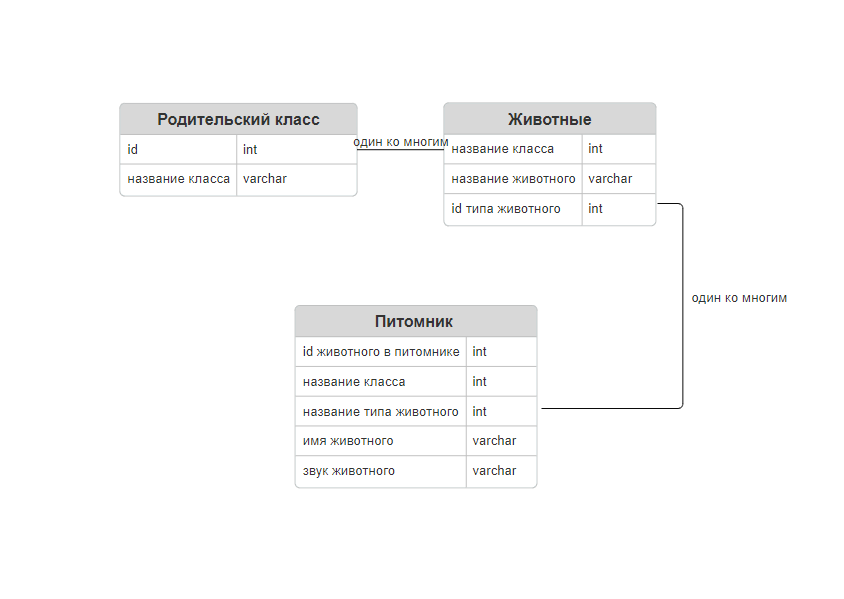 Родительский класс
id int
название класса varchar
один ко многим
Животные
название класса int
название животного varchar
id типа животного int
один ко многим
Питомник
id животного в питомнике int
название класса int
название типа животного int
имя животного varchar
звук животного varchar